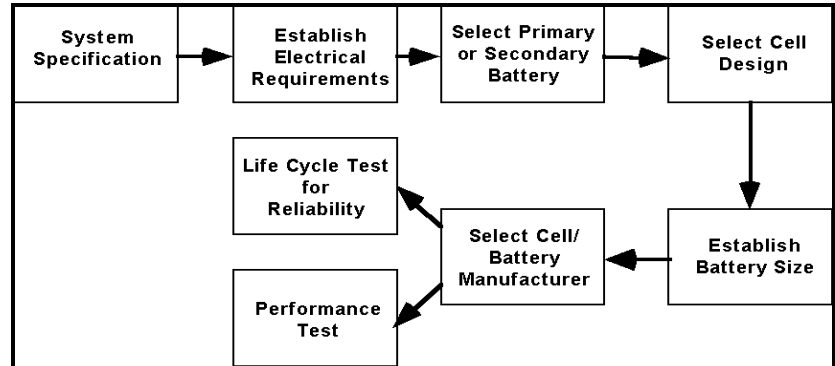 System
Specification
Establish
Electrical
Requirements
Select Primary
or Secondary
Battery
Select Cell
Design
Establish
Battery Size
Select Cell/
Battery
Manufacturer
Life Cycle Test
for
Reliability
Performance
Test